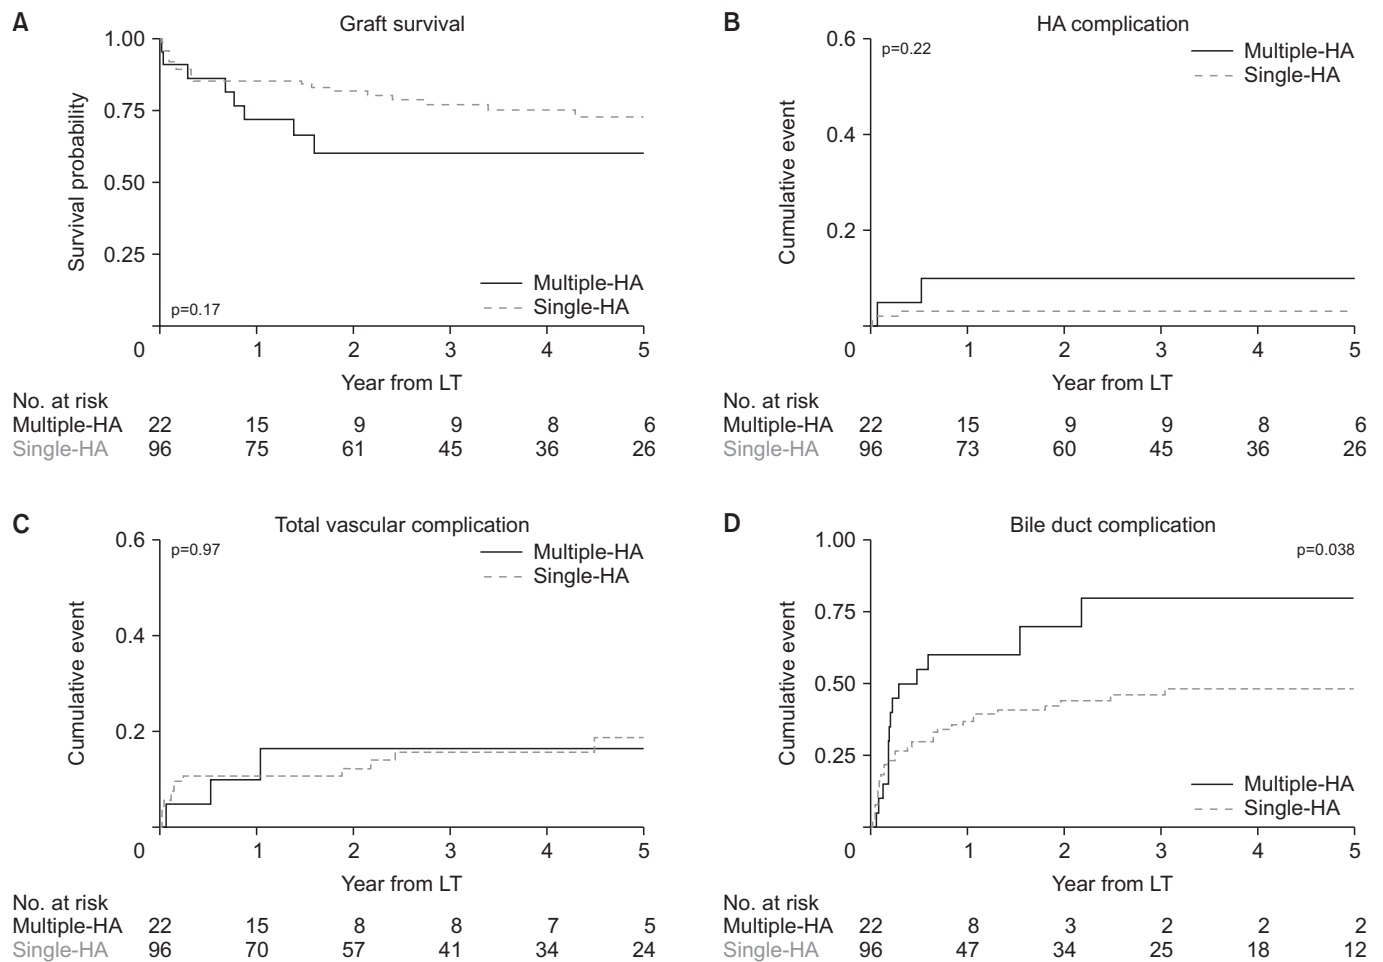 A
Graft survival
1.00
0.75
0.50
0.25
Survival probability
p=0.17
Multiple-HA
Single-HA
0 1 2 3 4 5
Year from LT
No. at risk
Multiple-HA 22 15 9 9 8 6
Single-HA 96 75 61 45 36 26
B
HA complication
0.6
0.4
0.2
Cumulative event
p=0.22
Multiple-HA
Single-HA
0 1 2 3 4 5
Year from LT
No. at risk
Multiple-HA 22 15 9 9 8 6
Single-HA 96 73 60 45 36 26
C
Total vascular complication
0.6
0.4
0.2
Cumulative event
p=0.97
Multiple-HA
Single-HA
0 1 2 3 4 5
Year from LT
No. at risk
Multiple-HA 22 15 8 8 7 5
Single-HA 96 70 57 41 34 24
D
Bile duct complication
1.00
0.75
0.50
0.25
Cumulative event
p=0.038
Multiple-HA
Single-HA
0 1 2 3 4 5
Year from LT
No. at risk
Multiple-HA 22 8 3 2 2 2
Single-HA 96 47 34 25 18 12